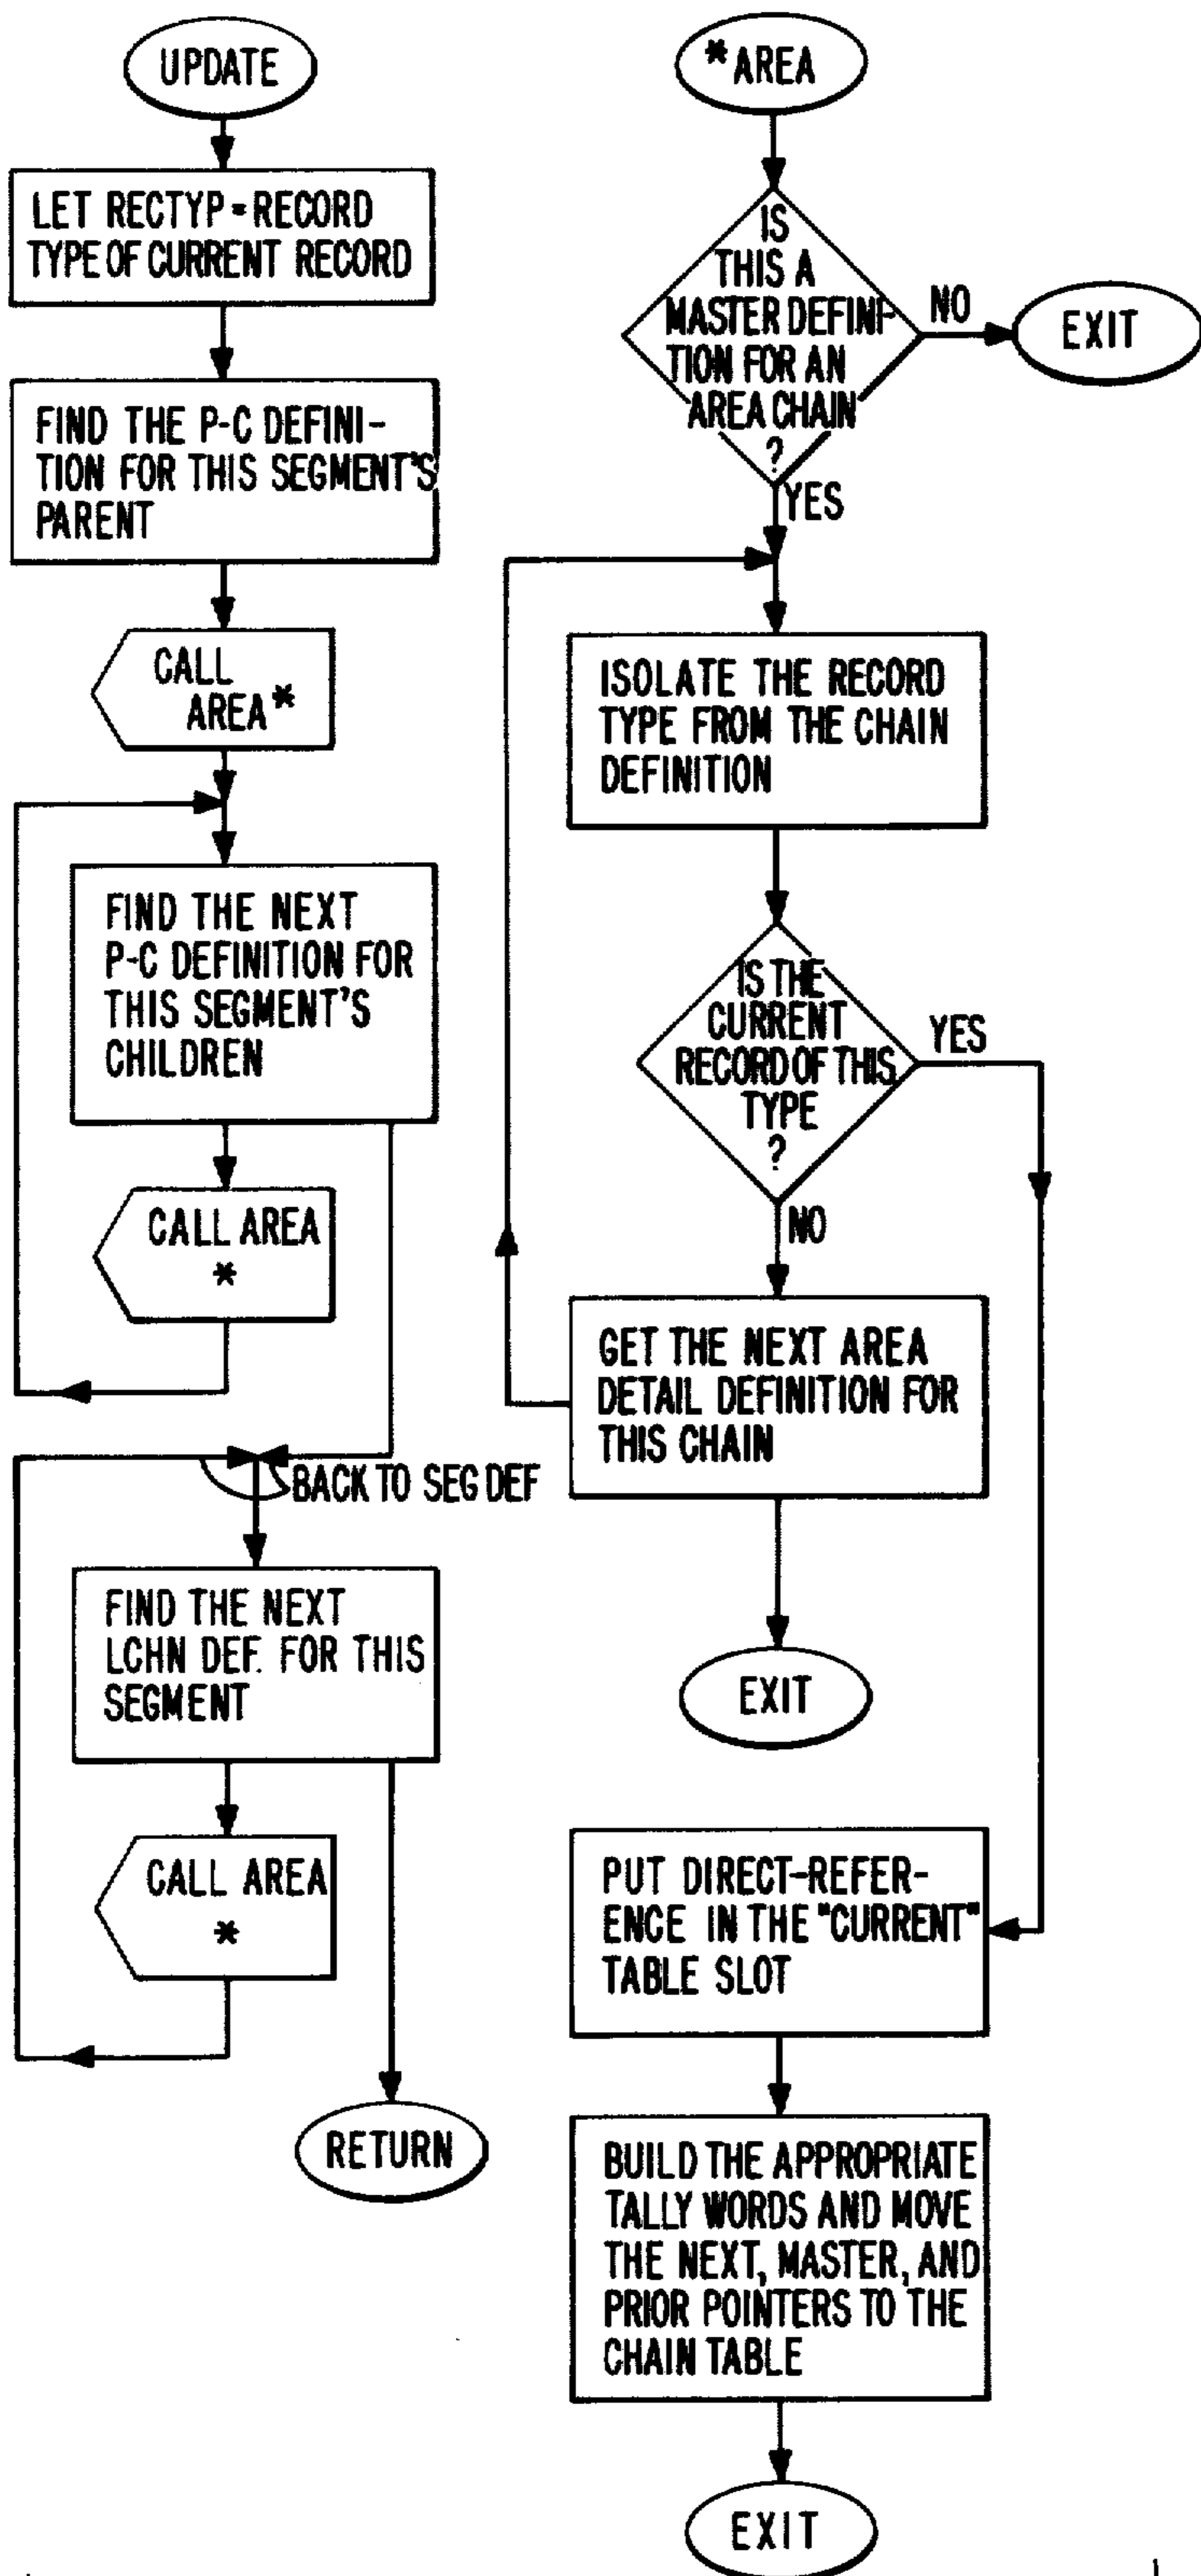 UPDATE
LET RECTYP = RECORD
TYPE OF CURRENT RECORD
FIND THE P-C DEFINI-
TION FOR THIS SEGMENT'S
PARENT
CALL
AREA *
FIND THE NEXT
P-C DEFINITION FOR
THIS SEGMENT'S
CHILDREN
CALL AREA
*
BACK TO SEG DEF
FIND THE NEXT
LCHN DEF. FOR THIS
SEGMENT
CALL AREA
*
RETURN
* AREA
IS
THIS A
MASTER DEFINI-
TION FOR AN
AREA CHAIN
?
NO
EXIT
YES
ISOLATE THE RECORD
TYPE FROM THE CHAIN
DEFINITION
IS THE
CURRENT
RECORD OF THIS
TYPE
?
YES
NO
GET THE NEXT AREA
DETAIL DEFINITION FOR
THIS CHAIN
EXIT
PUT DIRECT-REFER-
ENCE IN THE "CURRENT"
TABLE SLOT
BUILD THE APPROPRIATE
TALLY WORDS AND MOVE
THE NEXT, MASTER, AND
PRIOR POINTERS TO THE
CHAIN TABLE
EXIT